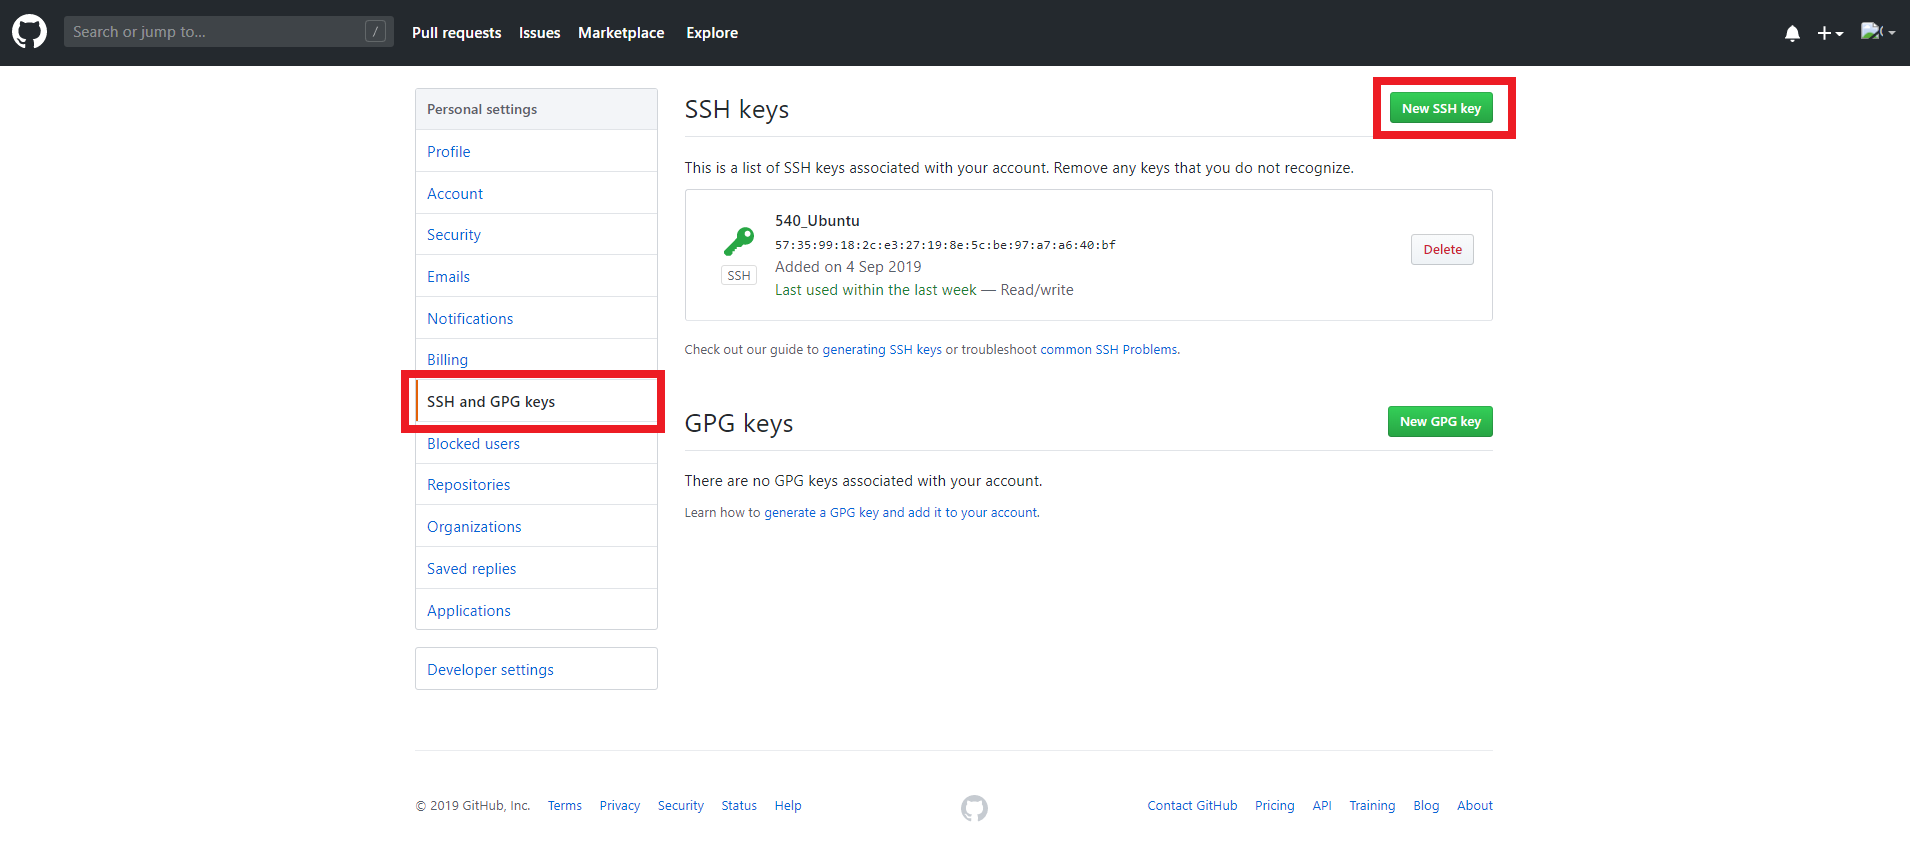 Search or jump to...
/
Pull requests Issues Marketplace Explore
Personal settings
Profile
Account
Security
Emails
Notifications
Billing
SSH and GPG keys
Blocked users
Repositories
Organizations
Saved replies
Applications
Developer settings
SSH keys
New SSH key
This is a list of SSH keys associated with your account. Remove any keys that you do not recognize.
SSH
540_Ubuntu
57:35:99:18:2c:e3:27:19:8e:5c:be:97:a7:a6:40:bf
Added on 4 Sep 2019
Last used within the last week — Read/write
Delete
Check out our guide to generating SSH keys or troubleshoot common SSH Problems.
GPG keys
New GPG key
There are no GPG keys associated with your account.
Learn how to generate a GPG key and add it to your account.
© 2019 GitHub, Inc. Terms Privacy Security Status Help
Contact GitHub Pricing API Training Blog About